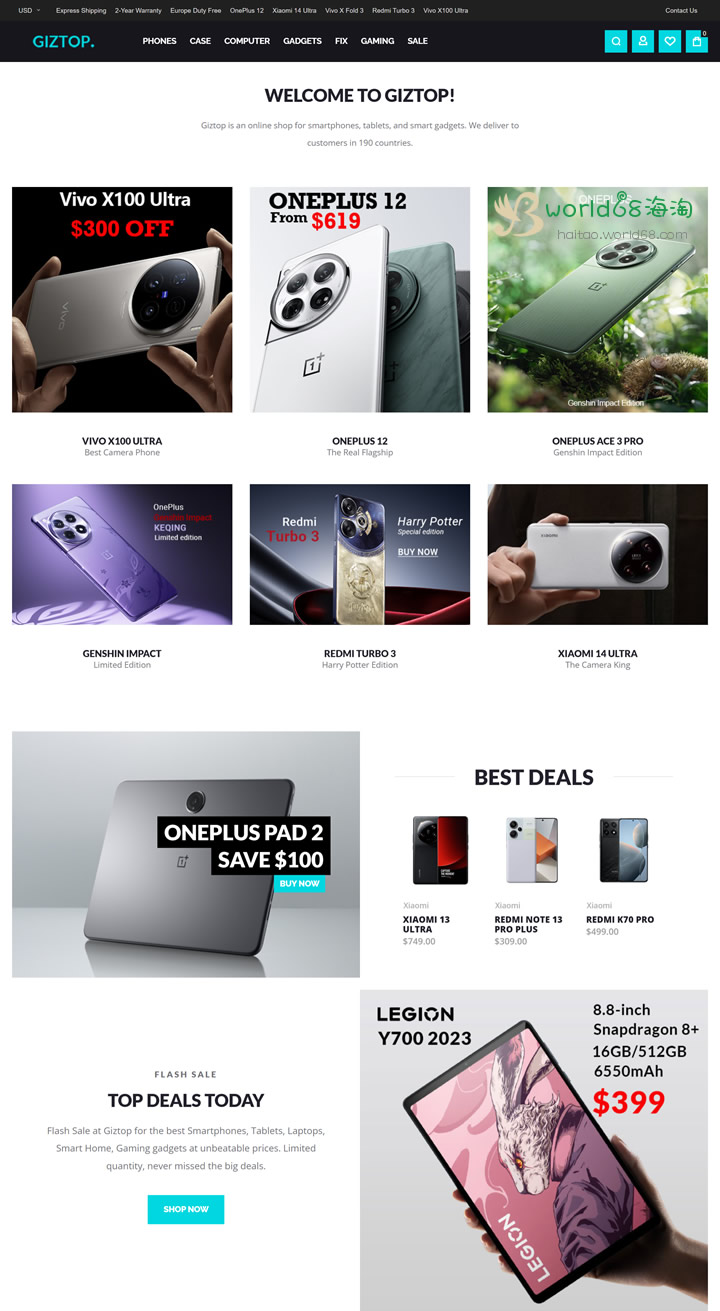 USD Express Shipping 2-Year Warranty Europe Duty Free OnePlus 12 Xiaomi 14 Ultra Vivo X Fold 3 Redmi Turbo 3 Vivo X100 Ultra Contact Us
GIZTOP. PHONES CASE COMPUTER GADGETS FIX GAMING SALE 0
WELCOME TO GIZTOP!
Giztop is an online shop for smartphones, tablets, and smart gadgets. We deliver to
customers in 190 countries.
Vivo X100 Ultra
$300 OFF
vivo
ONEPLUS 12
From $619
ONEPLUS
world68海淘
haitao.world68.com
Genshin Impact Edition
VIVO X100 ULTRA
Best Camera Phone
ONEPLUS 12
The Real Flagship
ONEPLUS ACE 3 PRO
Genshin Impact Edition
OnePlus
Genshin Impact
KEQING
Limited edition
Redmi
Turbo 3
Harry Potter
Special edition
BUY NOW
XIAOMI
GENSHIN IMPACT
Limited Edition
REDMI TURBO 3
Harry Potter Edition
XIAOMI 14 ULTRA
The Camera King
ONEPLUS PAD 2
SAVE $100
BUY NOW
BEST DEALS
Xiaomi
XIAOMI 13
ULTRA
$749.00
Xiaomi
REDMI NOTE 13
PRO PLUS
$309.00
Xiaomi
REDMI K70 PRO
$499.00
FLASH SALE
TOP DEALS TODAY
Flash Sale at Giztop for the best Smartphones, Tablets, Laptops,
Smart Home, Gaming gadgets at unbeatable prices. Limited
quantity, never missed the big deals.
SHOP NOW
LEGION
Y700 2023
8.8-inch
Snapdragon 8+
16GB/512GB
6550mAh
$399
LEGION